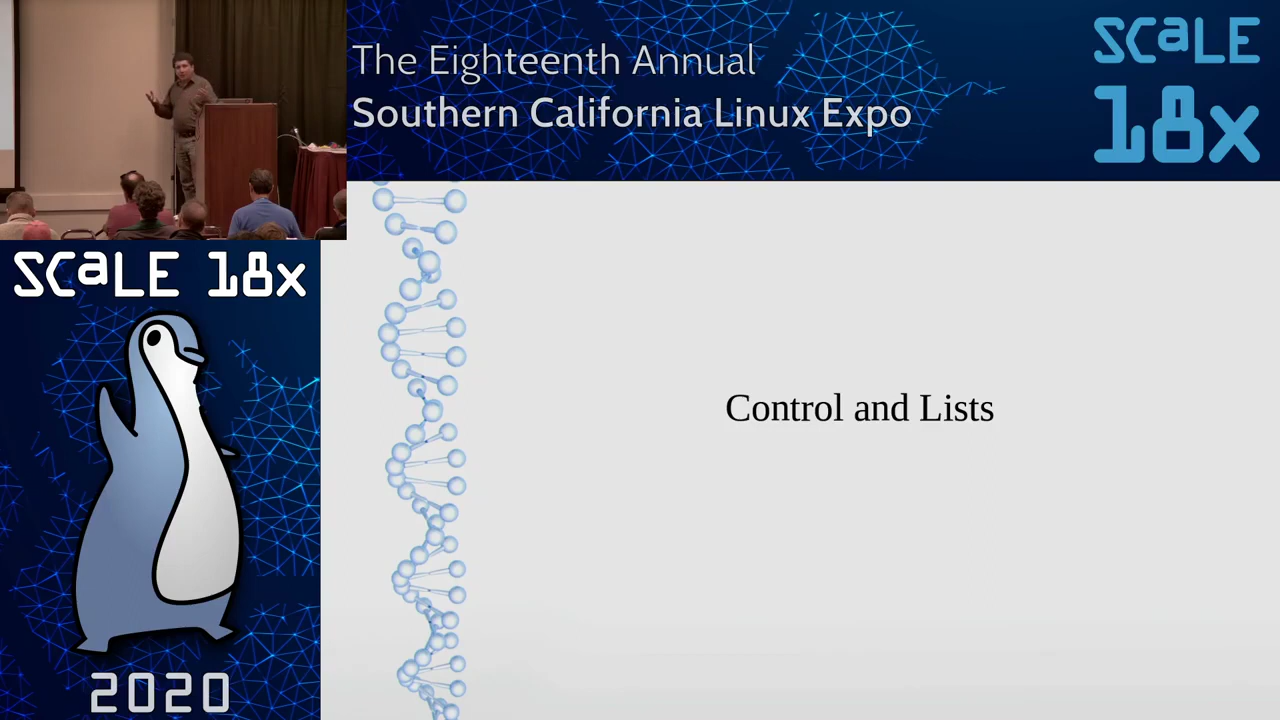 The Eighteenth Annual
Southern California Linux Expo
SCaLE
18x
SCaLE 18x
2020
Control and Lists